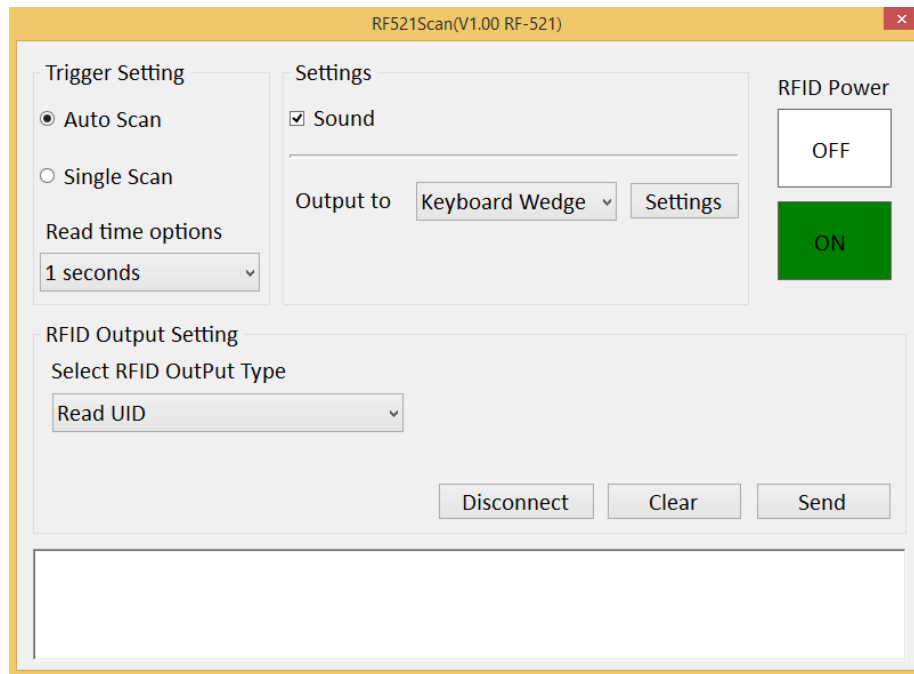 RF521Scan(V1.00 RF-521)
Trigger Setting
Auto Scan
Single Scan
Read time options
1 seconds
Settings
Sound
Output to
Keyboard Wedge
Settings
RFID Power
OFF
ON
RFID Output Setting
Select RFID OutPut Type
Read UID
Disconnect
Clear
Send